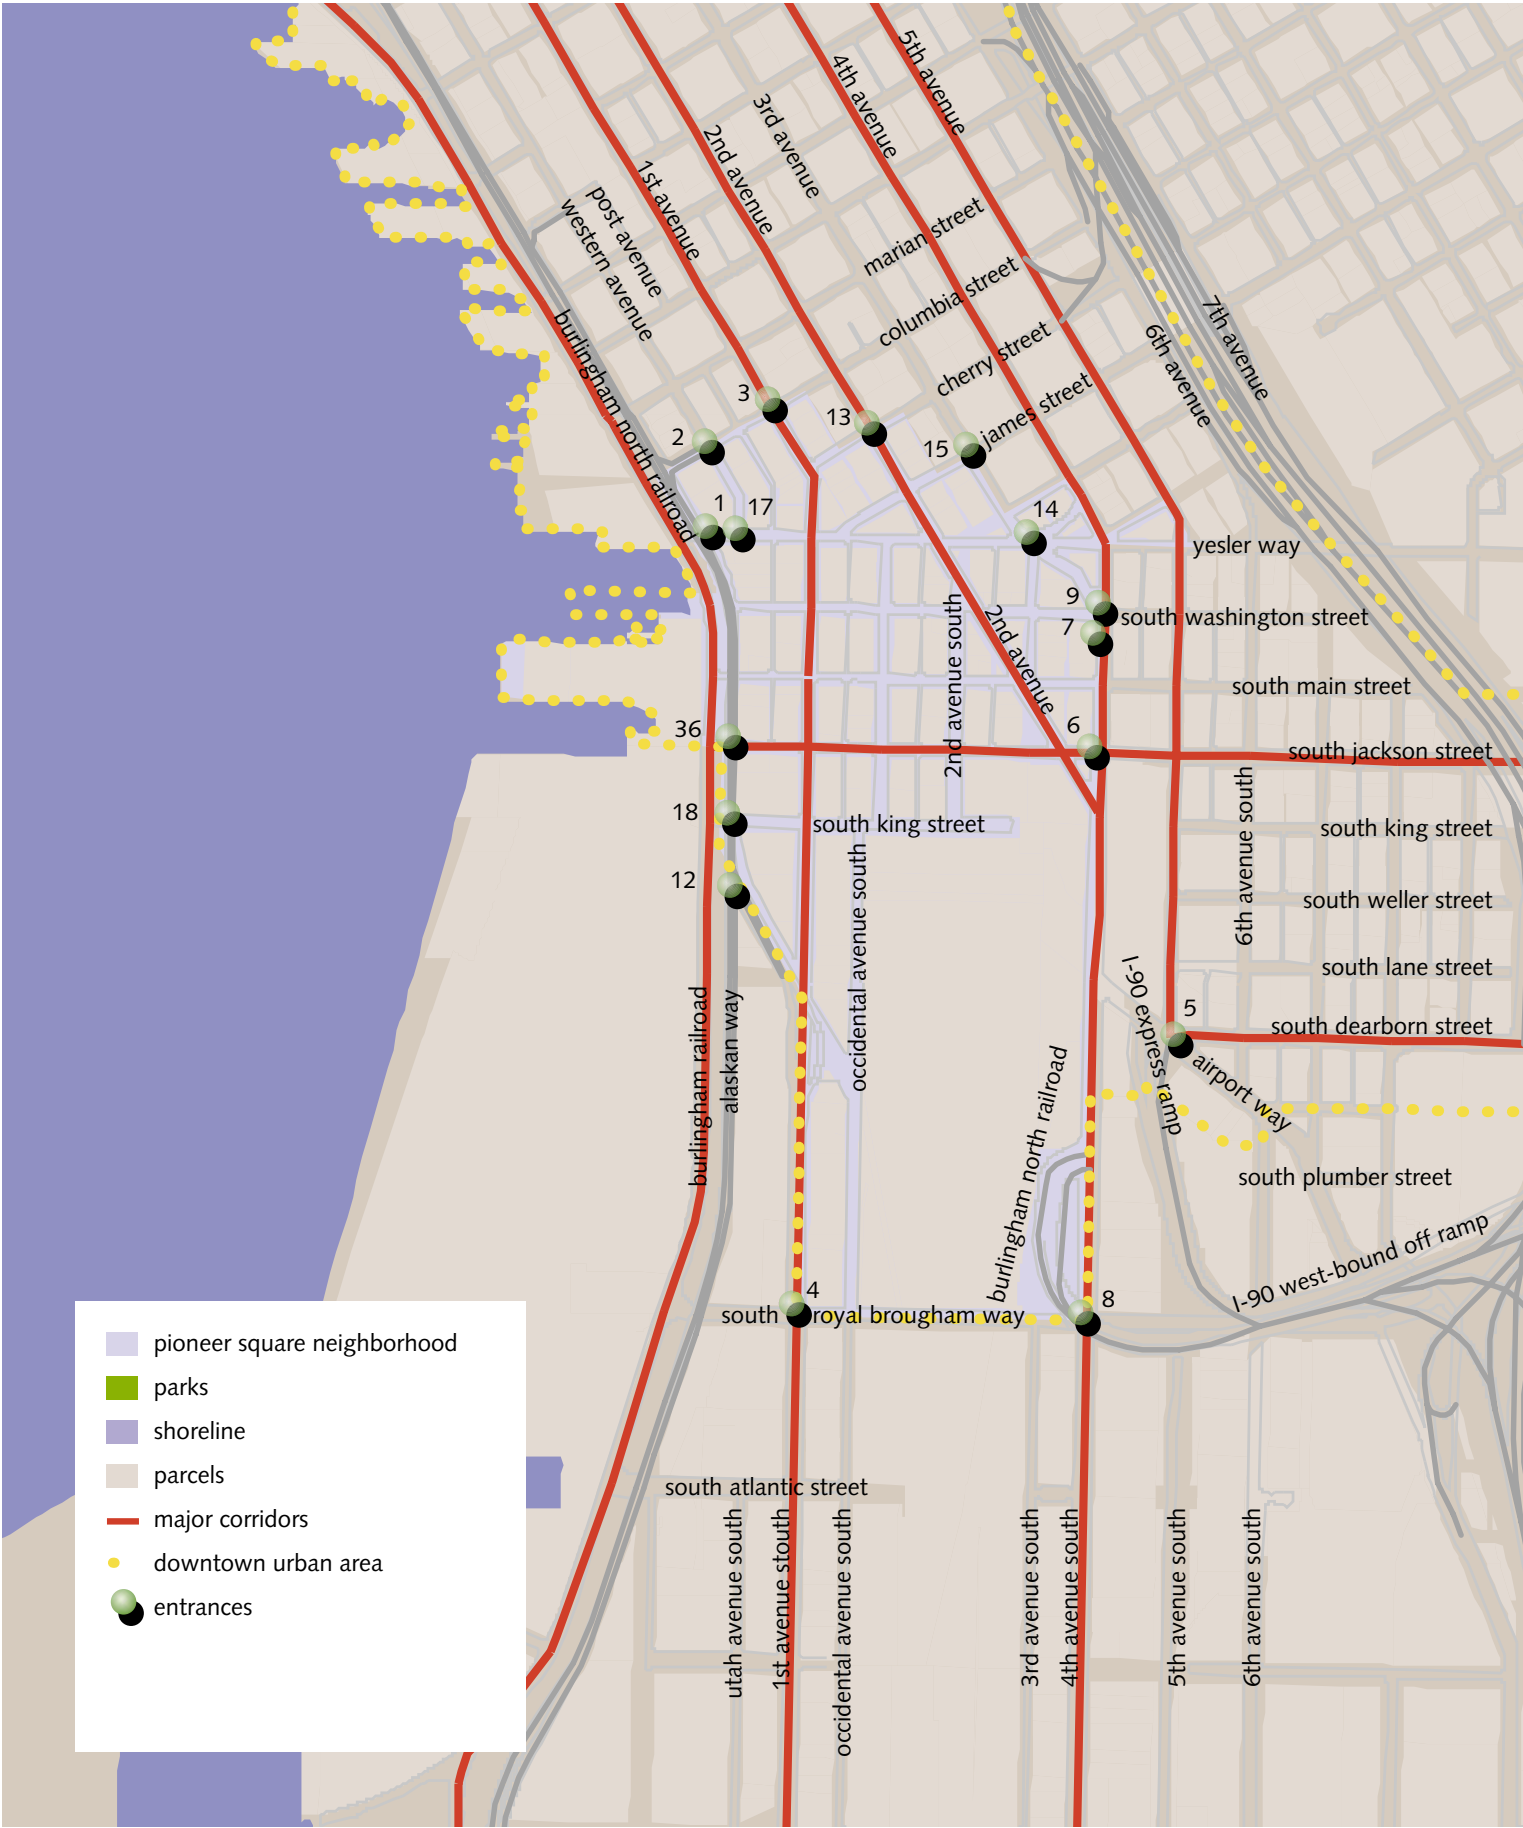 5th avenue
4th avenue
3rd avenue
2nd avenue
1st avenue
post avenue
western avenue
marian street
columbia street
cherry street
james street
7th avenue
6th avenue
burlingham north railroad
3
13
2
15
1
17
14
yesler way
9
south washington street
7
2nd avenue
2nd avenue south
south main street
36
6
south jackson street
18
south king street
south king street
6th avenue south
12
south weller street
occidental avenue south
south lane street
I-90 express ramp
5
south dearborn street
airport way
burlingham railroad
alaskan way
burlingham north railroad
south plumber street
I-90 west-bound off ramp
4
8
south royal brougham way
pioneer square neighborhood
parks
shoreline
parcels
major corridors
downtown urban area
entrances
south atlantic street
utah avenue south
1st avenue stouth
occidental avenue south
3rd avenue south
4th avenue south
5th avenue south
6th avenue south